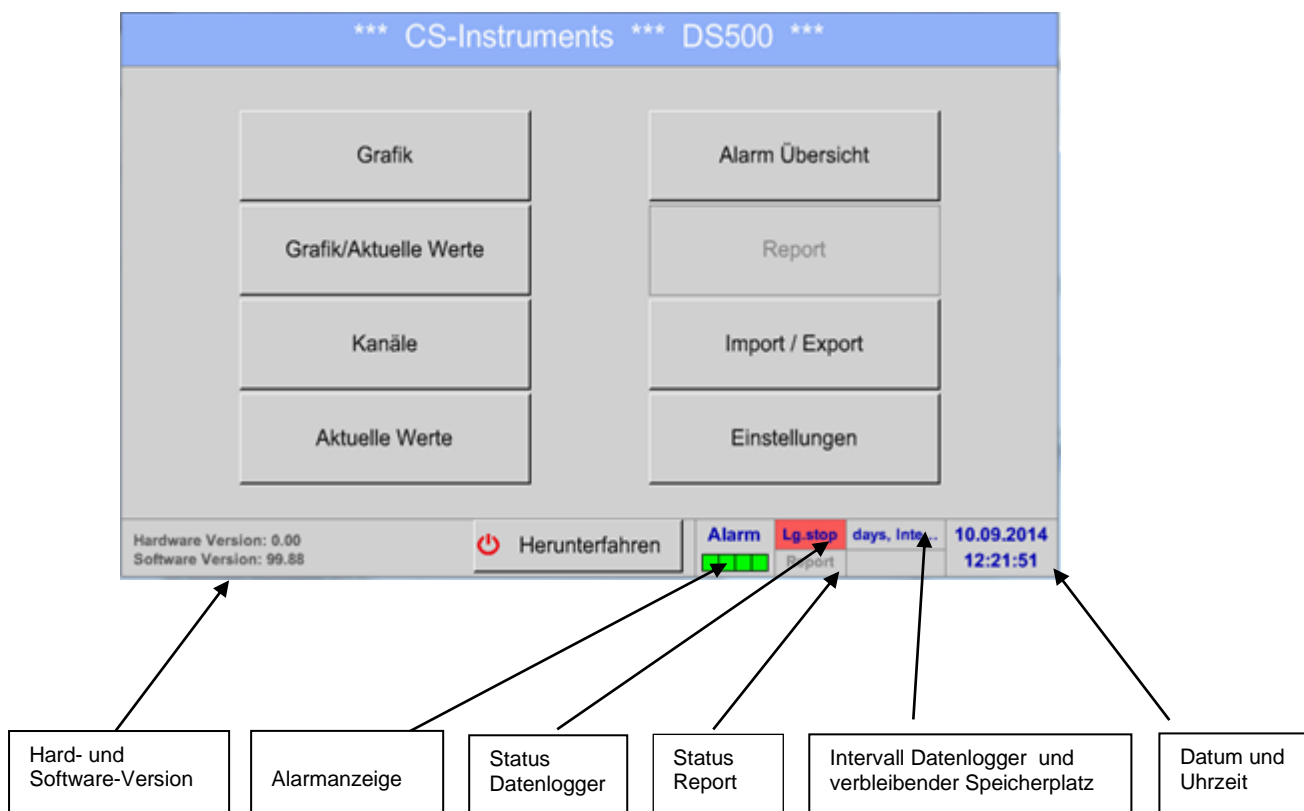 *** CS-Instruments *** DS500 ***
Grafik
Alarm Übersicht
Grafik/Aktuelle Werte
Report
Kanäle
Import / Export
Aktuelle Werte
Einstellungen
Hardware Version: 0.00
Software Version: 99.88
Herunterfahren
Alarm
Lg.stop
days, Inte...
10.09.2014
Report
12:21:51
Hard- und
Software-Version
Alarmanzeige
Status
Datenlogger
Status
Report
Intervall Datenlogger und
verbleibender Speicherplatz
Datum und
Uhrzeit